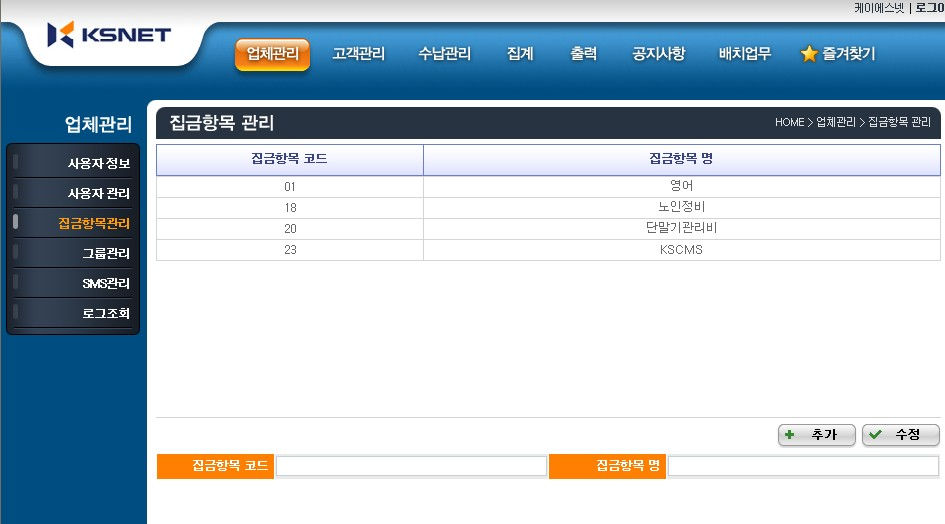 케이에스넷 | 로그
KSNET
업체관리 고객관리 수납관리 집계 출력 공지사항 배치업무 즐겨찾기
업체관리
사용자 정보
사용자 관리
집금항목관리
그룹관리
SMS관리
로그조회
집금항목 관리
HOME > 업체관리 > 집금항목 관리
집금항목 코드 집금항목 명
01 영어
18 노인정비
20 단말기관리비
23 KSCMS
추가 수정
집금항목 코드 집금항목 명